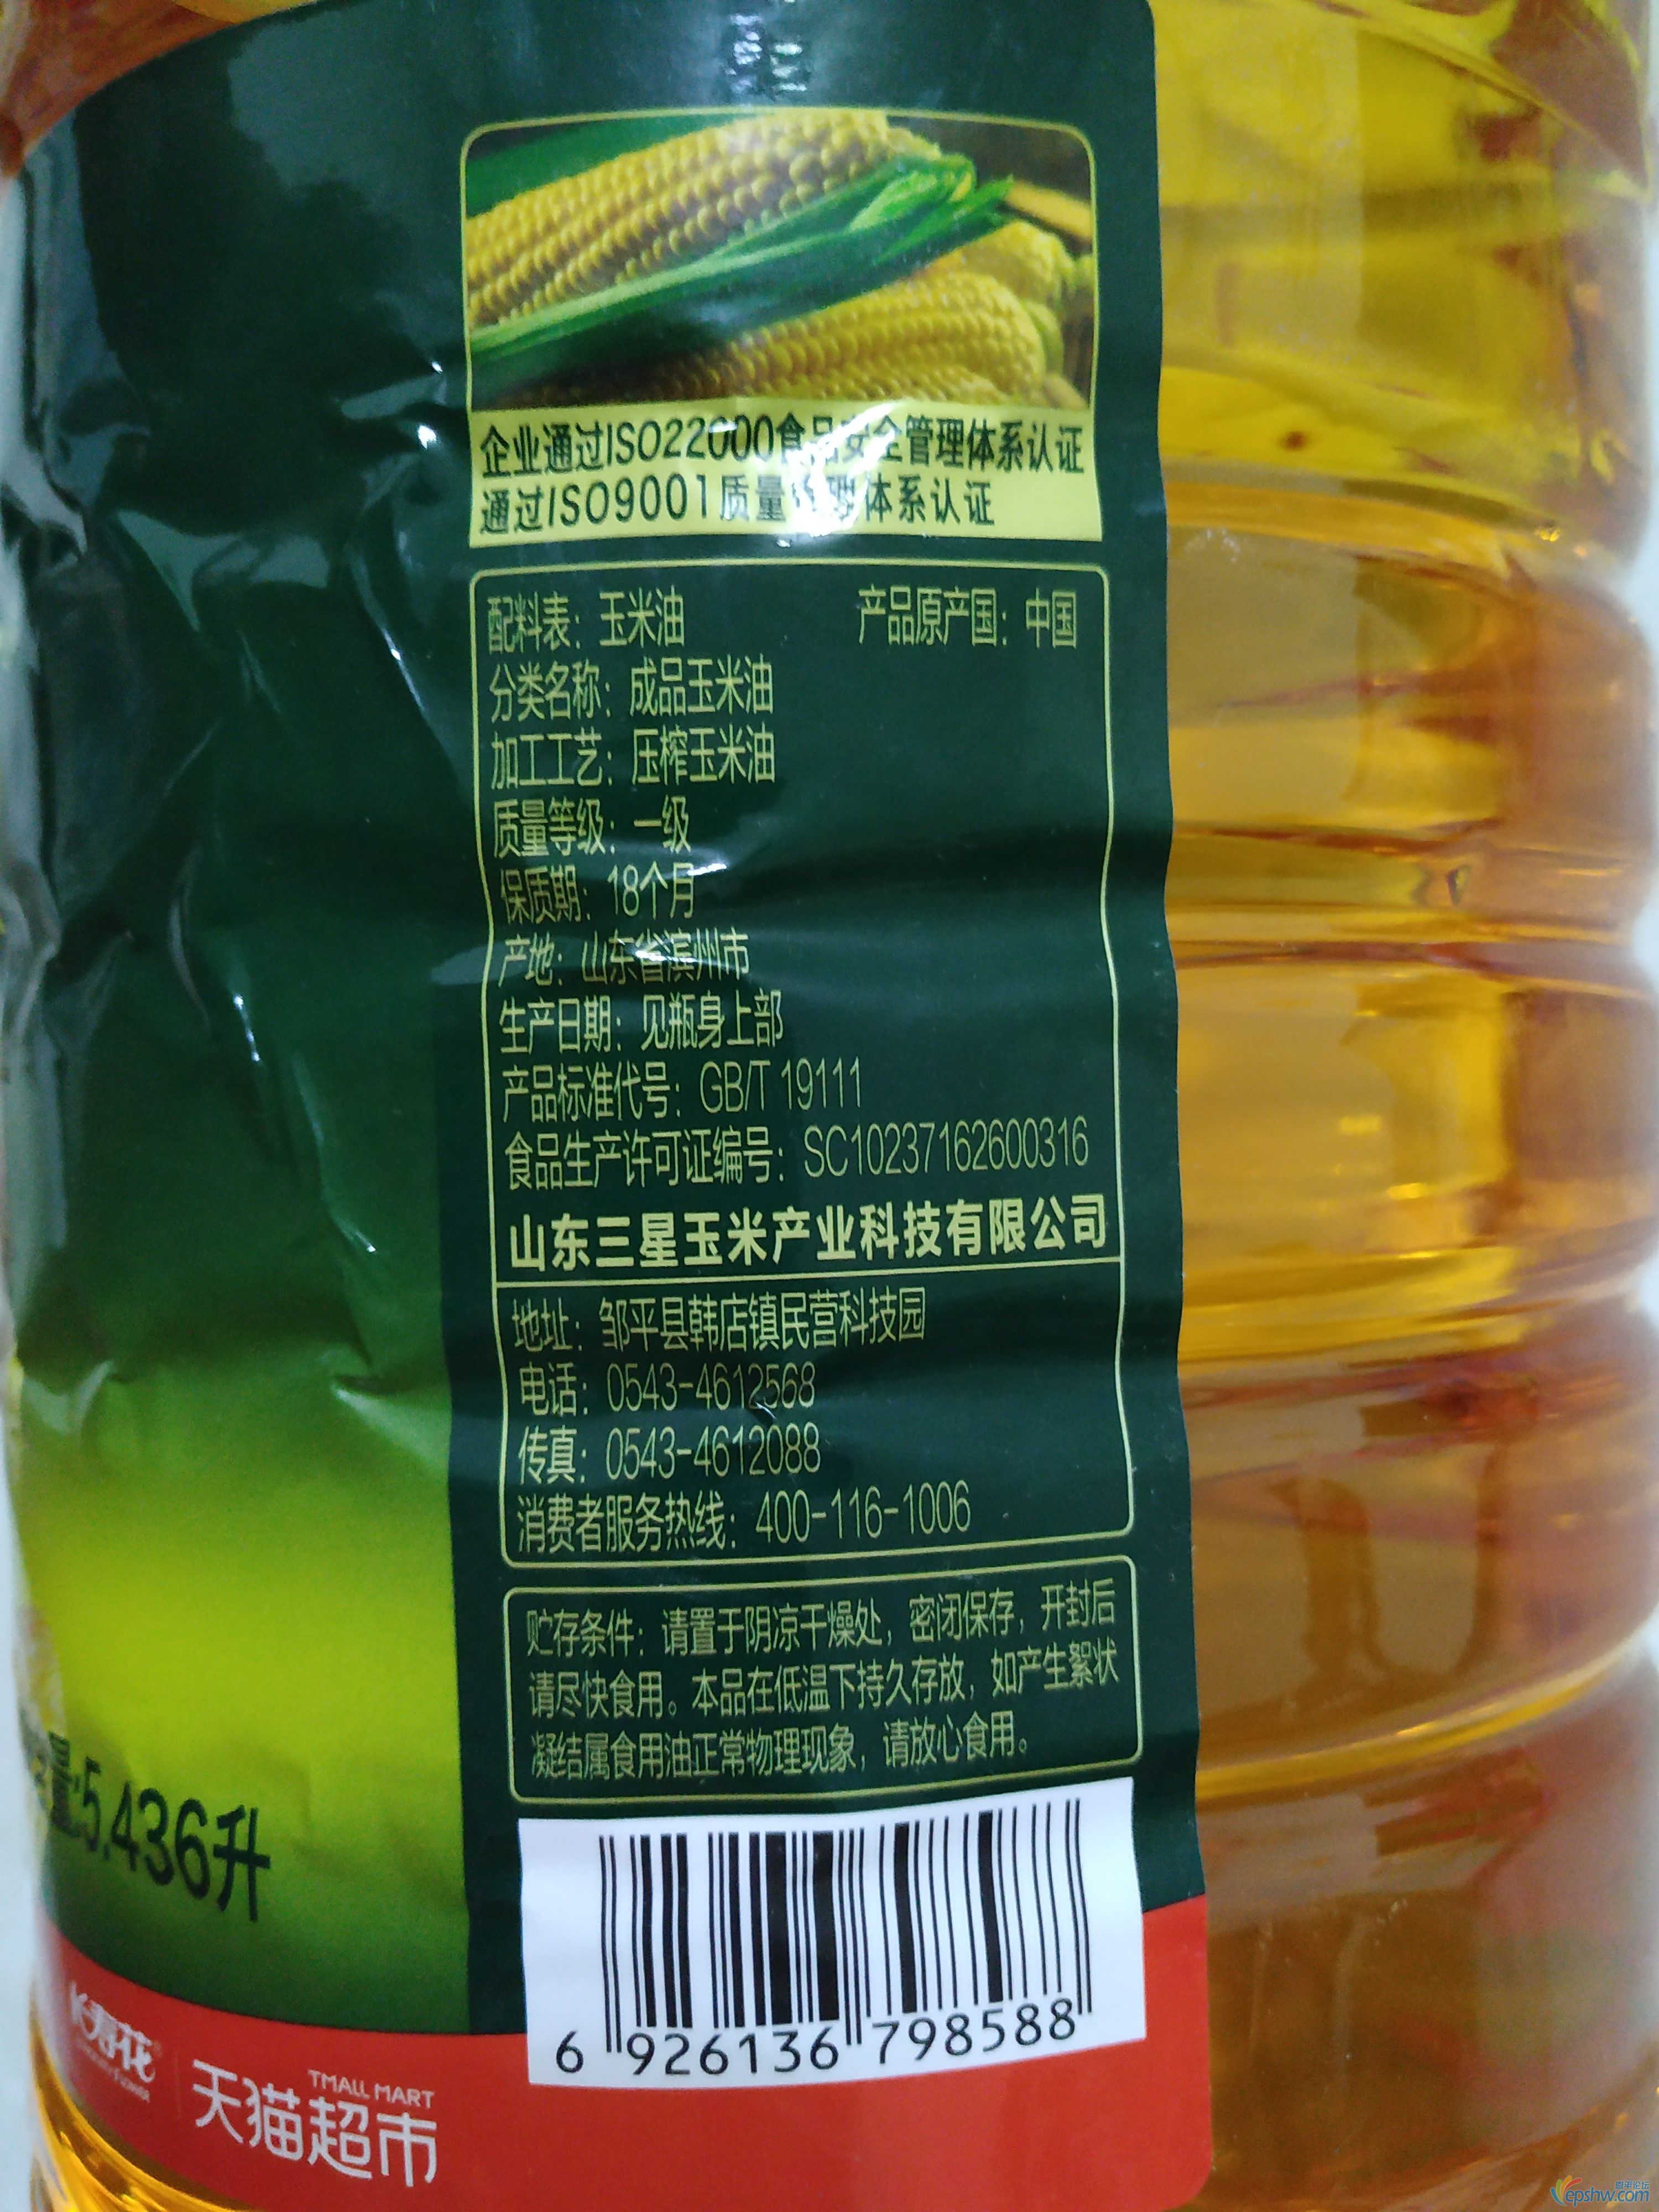 企业通过ISO22000食品安全管理体系认证
通过ISO9001质量管理体系认证
配料表：玉米油 产品原产国：中国
分类名称：成品玉米油
加工工艺：压榨玉米油
质量等级：一级
保质期：18个月
产地：山东省滨州市
生产日期：见瓶身上部
产品标准代号：GB/T 19111
食品生产许可证编号：SC10237162600316
山东三星玉米产业科技有限公司
地址：邹平县韩店镇民营科技园
电话：0543-4612568
传真：0543-4612088
消费者服务热线：400-116-1006
贮存条件：请置于阴凉干燥处，密闭保存，开封后
请尽快食用。本品在低温下持久存放，如产生絮状
凝结属食用油正常物理现象，请放心食用。
量:5.436升
6 926136 798588
长寿花®
TMALL MART
天猫超市
epshw.com